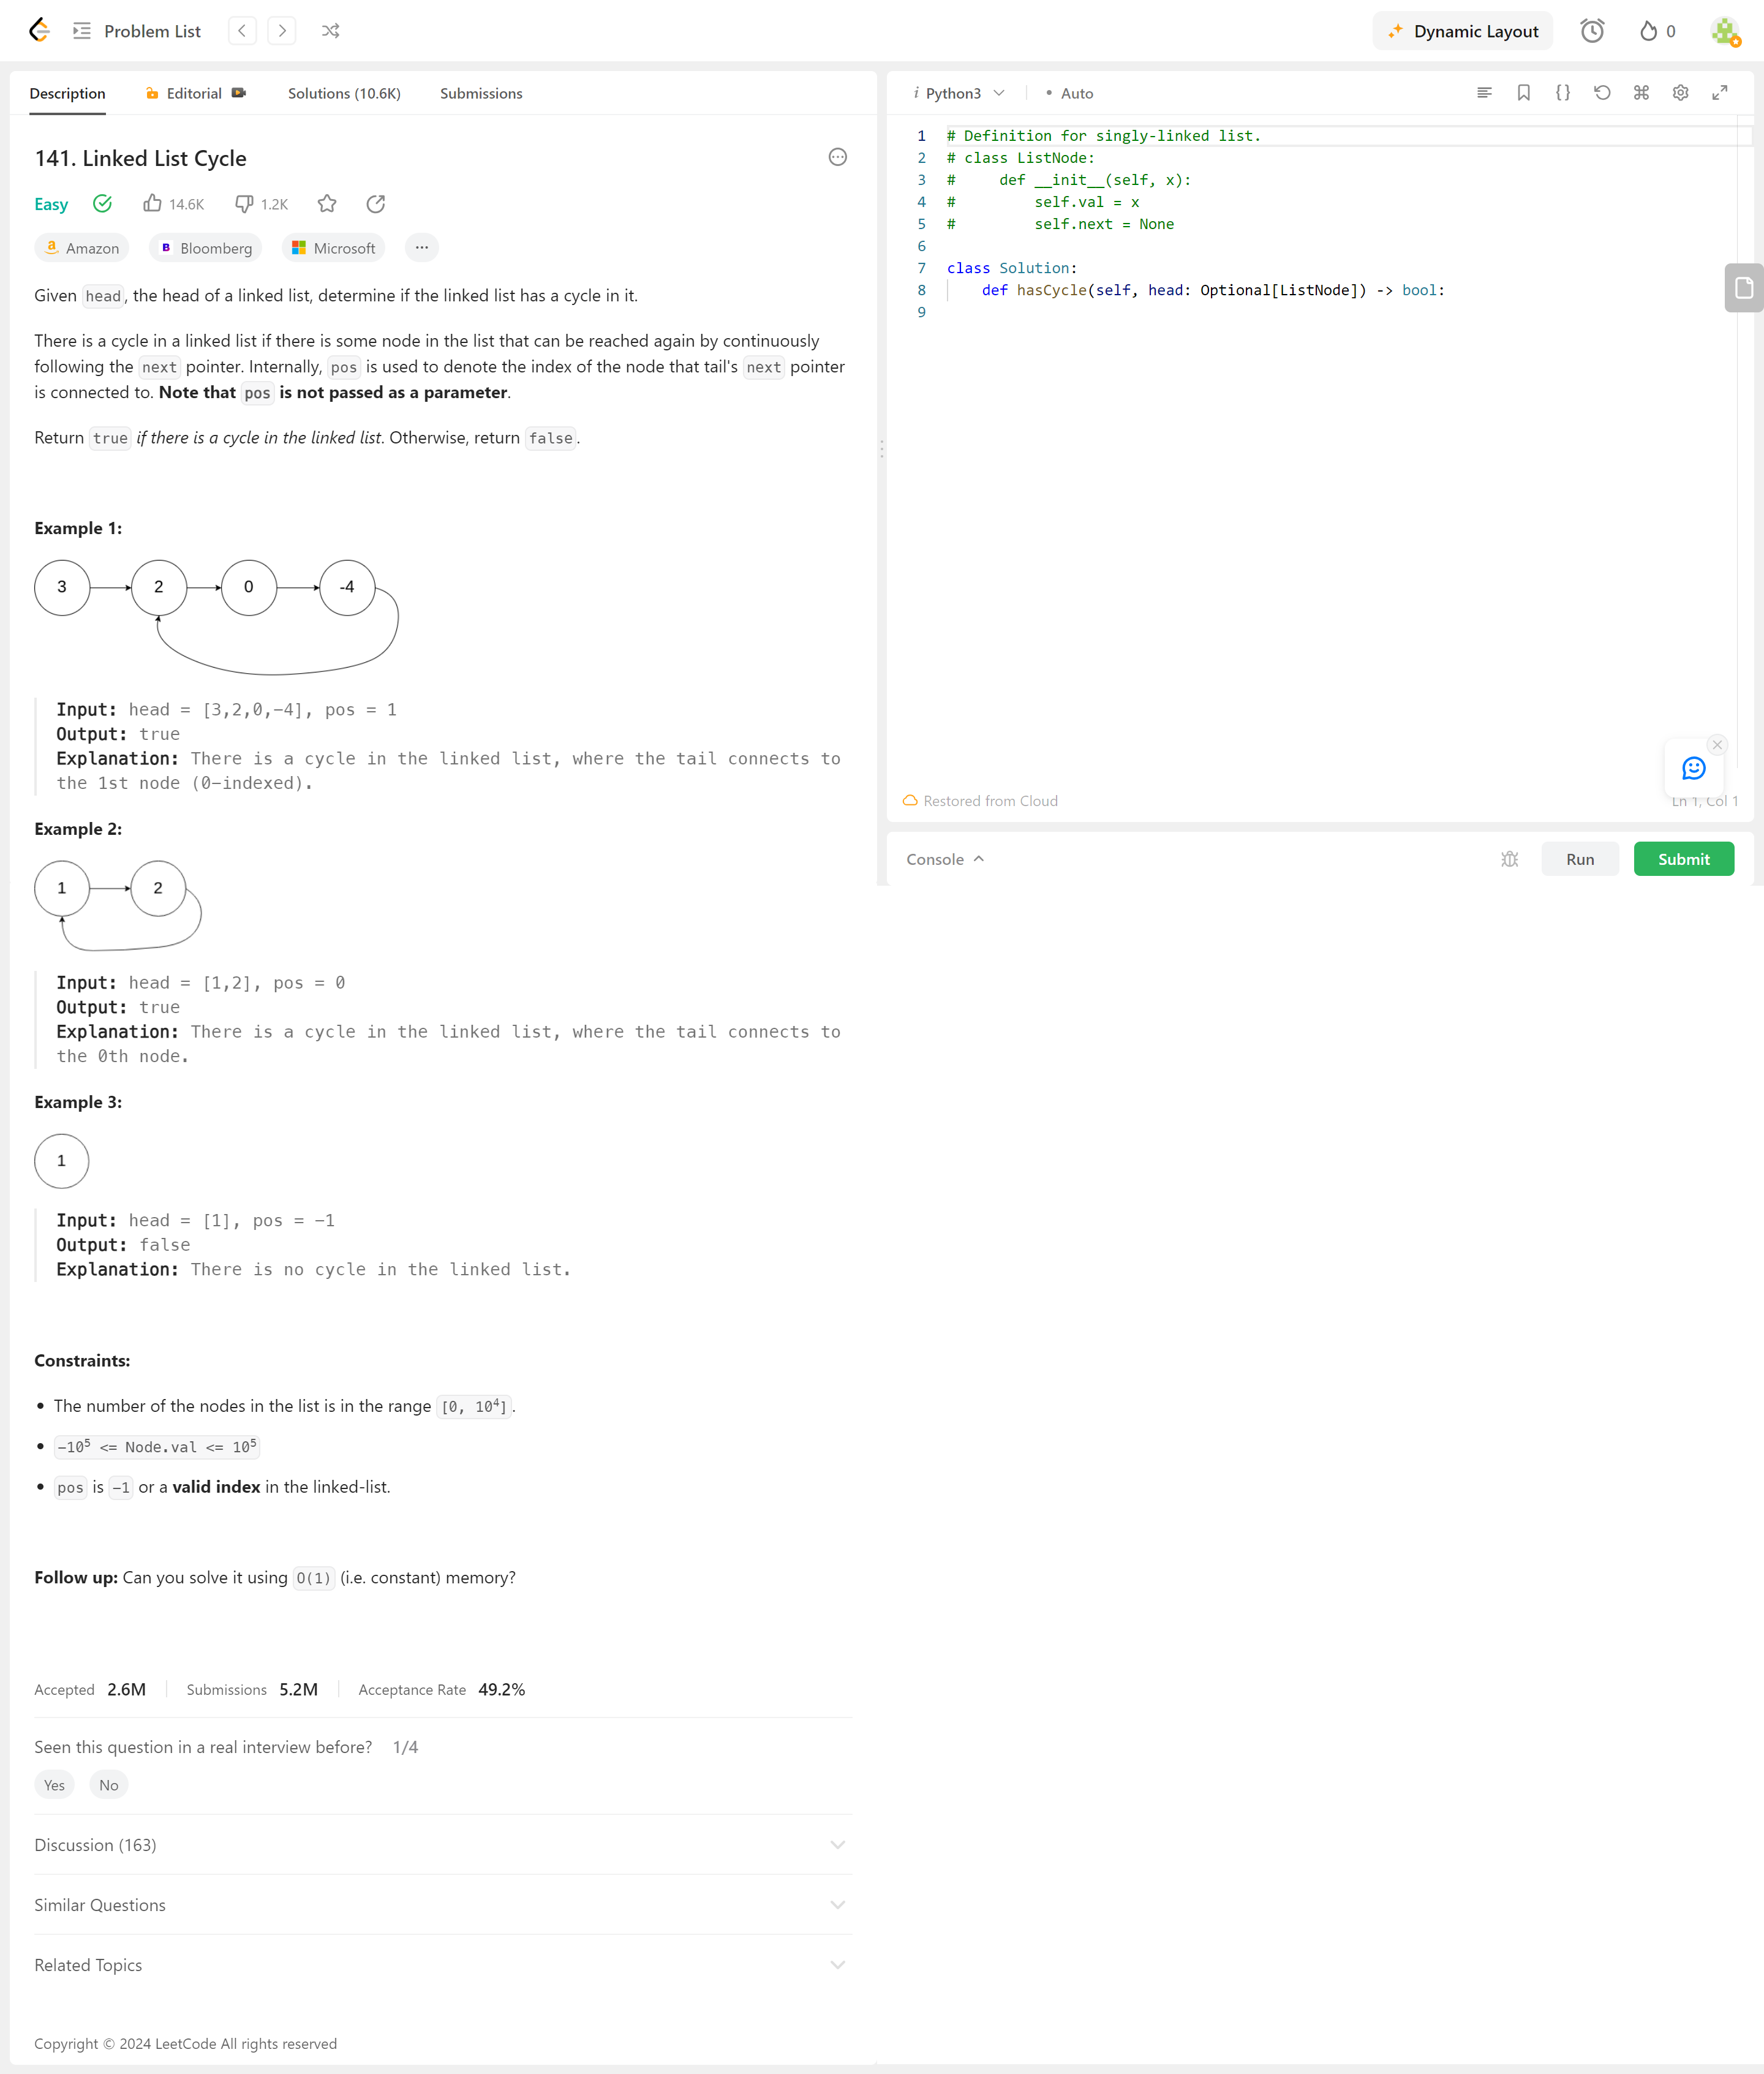 Problem List
Dynamic Layout
0
Description
Editorial
Solutions (10.6K)
Submissions
141. Linked List Cycle
Easy
14.6K
1.2K
Amazon
Bloomberg
Microsoft
Given head, the head of a linked list, determine if the linked list has a cycle in it.
There is a cycle in a linked list if there is some node in the list that can be reached again by continuously
following the next pointer. Internally, pos is used to denote the index of the node that tail's next pointer
is connected to. Note that pos is not passed as a parameter.
Return true if there is a cycle in the linked list. Otherwise, return false.
Example 1:
3 2 0 -4
Input: head = [3,2,0,-4], pos = 1
Output: true
Explanation: There is a cycle in the linked list, where the tail connects to
the 1st node (0-indexed).
Example 2:
1 2
Input: head = [1,2], pos = 0
Output: true
Explanation: There is a cycle in the linked list, where the tail connects to
the 0th node.
Example 3:
1
Input: head = [1], pos = -1
Output: false
Explanation: There is no cycle in the linked list.
Constraints:
• The number of the nodes in the list is in the range [0, 10⁴].
• -10⁵ <= Node.val <= 10⁵
• pos is -1 or a valid index in the linked-list.
Follow up: Can you solve it using O(1) (i.e. constant) memory?
Accepted 2.6M Submissions 5.2M Acceptance Rate 49.2%
Seen this question in a real interview before? 1/4
Yes No
Discussion (163)
Similar Questions
Related Topics
Copyright © 2024 LeetCode All rights reserved
i Python3 • Auto
1 # Definition for singly-linked list.
2 # class ListNode:
3 #     def __init__(self, x):
4 #         self.val = x
5 #         self.next = None
6
7 class Solution:
8     def hasCycle(self, head: Optional[ListNode]) -> bool:
9
Restored from Cloud
Ln 1, Col 1
Console
Run
Submit